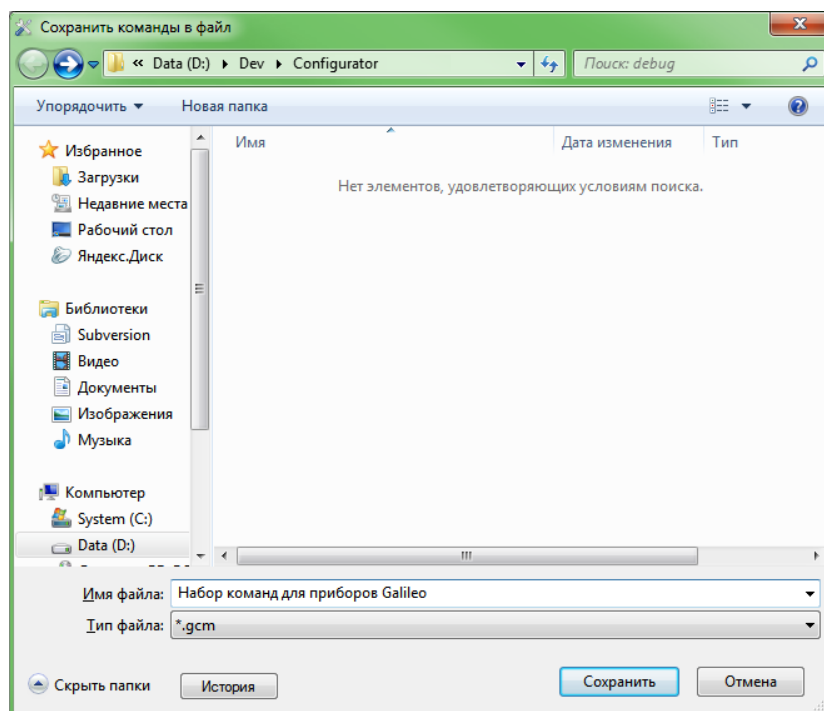 Сохранить команды в файл
« Data (D:) Dev Configurator
Поиск: debug
Упорядочить
Новая папка
Имя
Дата изменения
Тип
Нет элементов, удовлетворяющих условиям поиска.
Избранное
Загрузки
Недавние места
Рабочий стол
Яндекс.Диск
Библиотеки
Subversion
Видео
Документы
Изображения
Музыка
Компьютер
System (C:)
Data (D:)
Имя файла: Набор команд для приборов Galileo
Тип файла: *.gcm
Скрыть папки
История
Сохранить
Отмена